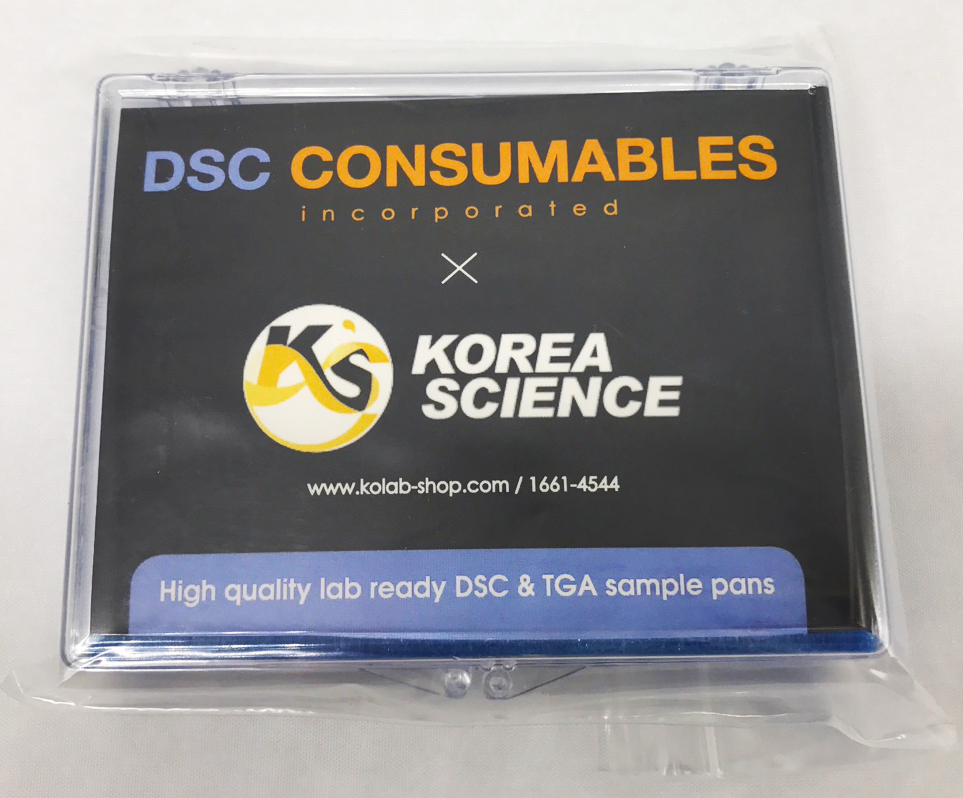 DSC CONSUMABLES
incorporated
×
KS
KOREA
SCIENCE
www.kolab-shop.com / 1661-4544
High quality lab ready DSC & TGA sample pans